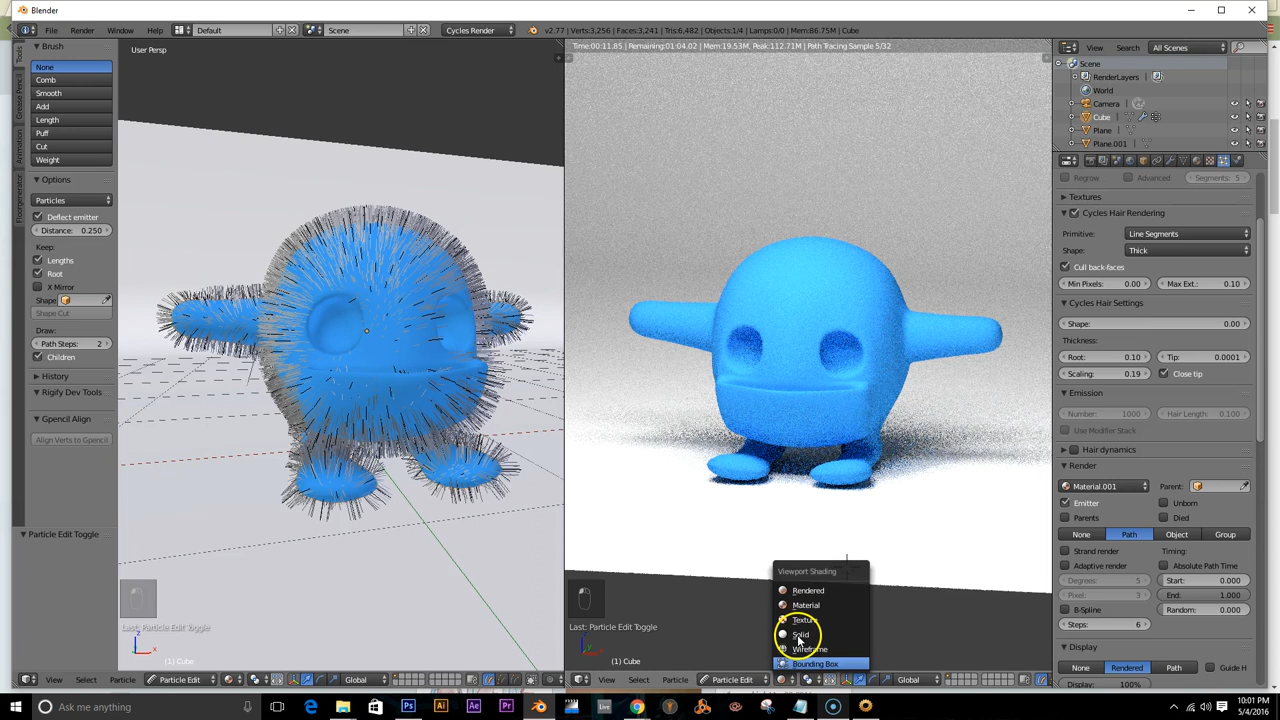 Blender
File Render Window Help Default Scene Cycles Render v2.77 | Verts:3,256 | Faces:3,241 | Tris:6,482 | Objects:1/4 | Lamps:0/0 | Mem:86.75M | Cube
Tools
Grease Pencil
Animation
Floorgenerator
Brush
None
Comb
Smooth
Add
Length
Puff
Cut
Weight
Options
Particles
Deflect emitter
Distance: 0.250
Keep:
Lengths
Root
X Mirror
Shape
Shape Cut
Draw:
Path Steps: 2
Children
History
Rigify Dev Tools
Gpencil Align
Align Verts to Gpencil
Particle Edit Toggle
User Persp
Last: Particle Edit Toggle
z
x
(1) Cube
View Select Particle Particle Edit Global
Time:00:11.85 | Remaining:01:04.02 | Mem:19.53M, Peak:112.71M | Path Tracing Sample 5/32
Viewport Shading
Rendered
Material
Texture
Solid
Wireframe
Bounding Box
Last: Particle Edit Toggle
z
(1) Cube
View Select Particle Particle Edit Global
View Search All Scenes
Scene
RenderLayers
World
Camera
Cube
Plane
Plane.001
Regrow Advanced Segments: 5
Textures
Cycles Hair Rendering
Primitive: Line Segments
Shape: Thick
Cull back-faces
Min Pixels: 0.00 Max Ext.: 0.10
Cycles Hair Settings
Shape: 0.00
Thickness:
Root: 0.10 Tip: 0.0001
Scaling: 0.19 Close tip
Emission
Number: 1000 Hair Length: 0.100
Use Modifier Stack
Hair dynamics
Render
Material.001 Parent:
Emitter Unborn
Parents Died
None Path Object Group
Strand render Timing:
Adaptive render Absolute Path Time
Degrees: 5 Start: 0.000
Pixel: 3 End: 1.000
B-Spline Random: 0.000
Steps: 6
Display
None Rendered Path Guide H
Display: 100%
Ask me anything
Ps Ai Ae Live Pr
10:01 PM
5/4/2016